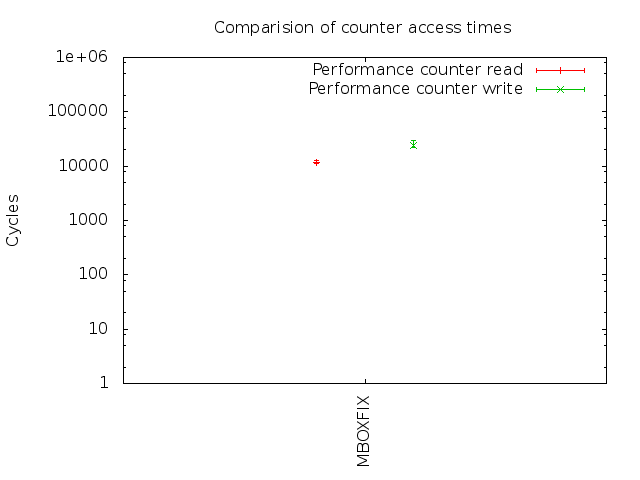 Comparision of counter access times
Performance counter read
Performance counter write
1e+06
100000
10000
1000
100
10
1
Cycles
MBOXFIX